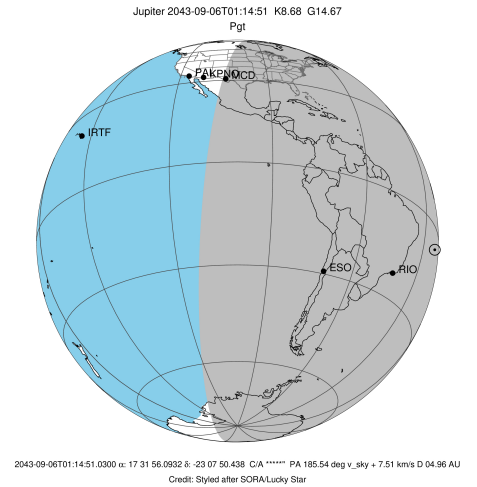 Jupiter 2043-09-06T01:14:51 K8.68 G14.67
Pgt
PAL
KPNO
MCD
IRTF
ESO
RIO
2043-09-06T01:14:51.0300 α: 17 31 56.0932 δ: -23 07 50.438 C/A *****" PA 185.54 deg v_sky + 7.51 km/s D 04.96 AU
Credit: Styled after SORA/Lucky Star